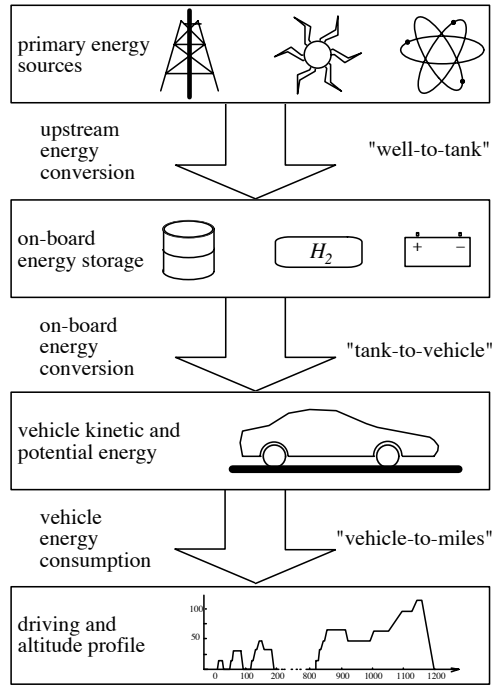 primary energy
sources
upstream
energy
conversion
"well-to-tank"
on-board
energy storage
H2
+ −
on-board
energy
conversion
"tank-to-vehicle"
vehicle kinetic and
potential energy
vehicle
energy
consumption
"vehicle-to-miles"
driving and
altitude profile
100
50
0 50 100 150 200 800 900 1000 1100 1200